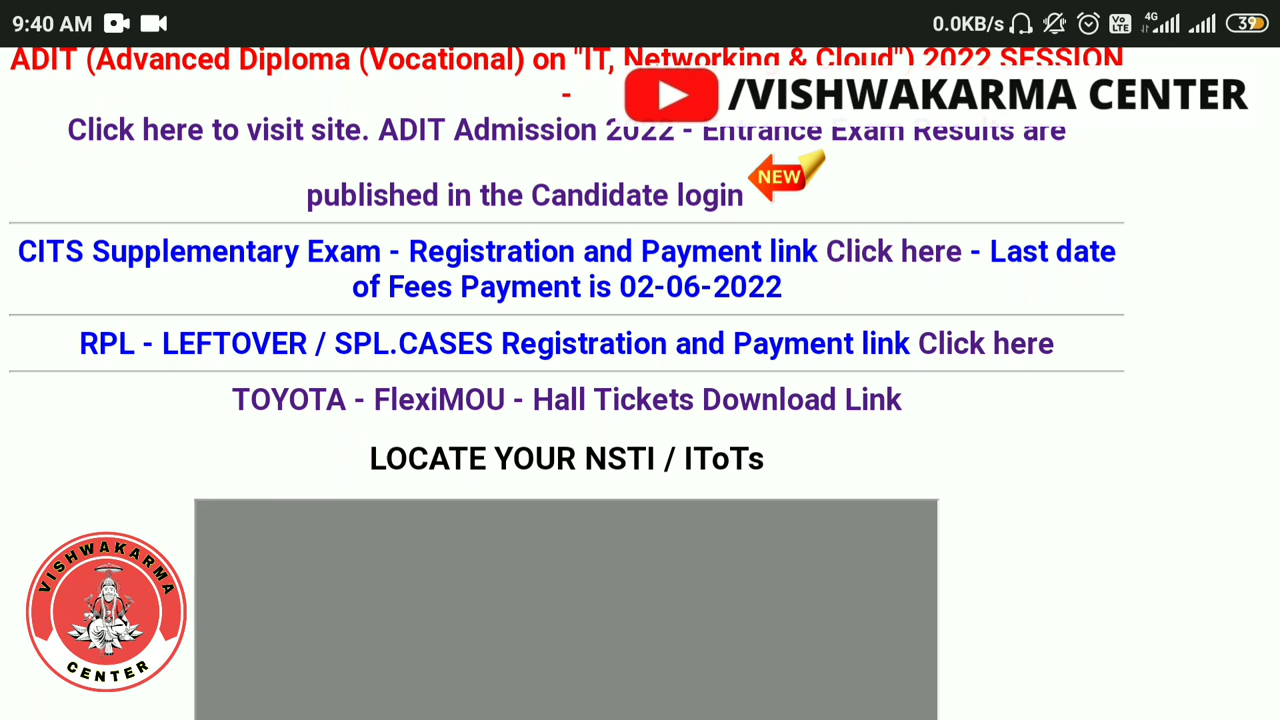 9:40 AM
0.0KB/s
Vo LTE
4G
39
ADIT (Advanced Diploma (Vocational) on "IT, Networking & Cloud") 2022 SESSION
-
/VISHWAKARMA CENTER
Click here to visit site. ADIT Admission 2022 - Entrance Exam Results are
published in the Candidate login
NEW
CITS Supplementary Exam - Registration and Payment link Click here - Last date
of Fees Payment is 02-06-2022
RPL - LEFTOVER / SPL.CASES Registration and Payment link Click here
TOYOTA - FlexiMOU - Hall Tickets Download Link
LOCATE YOUR NSTI / IToTs
VISHWAKARMA
CENTER